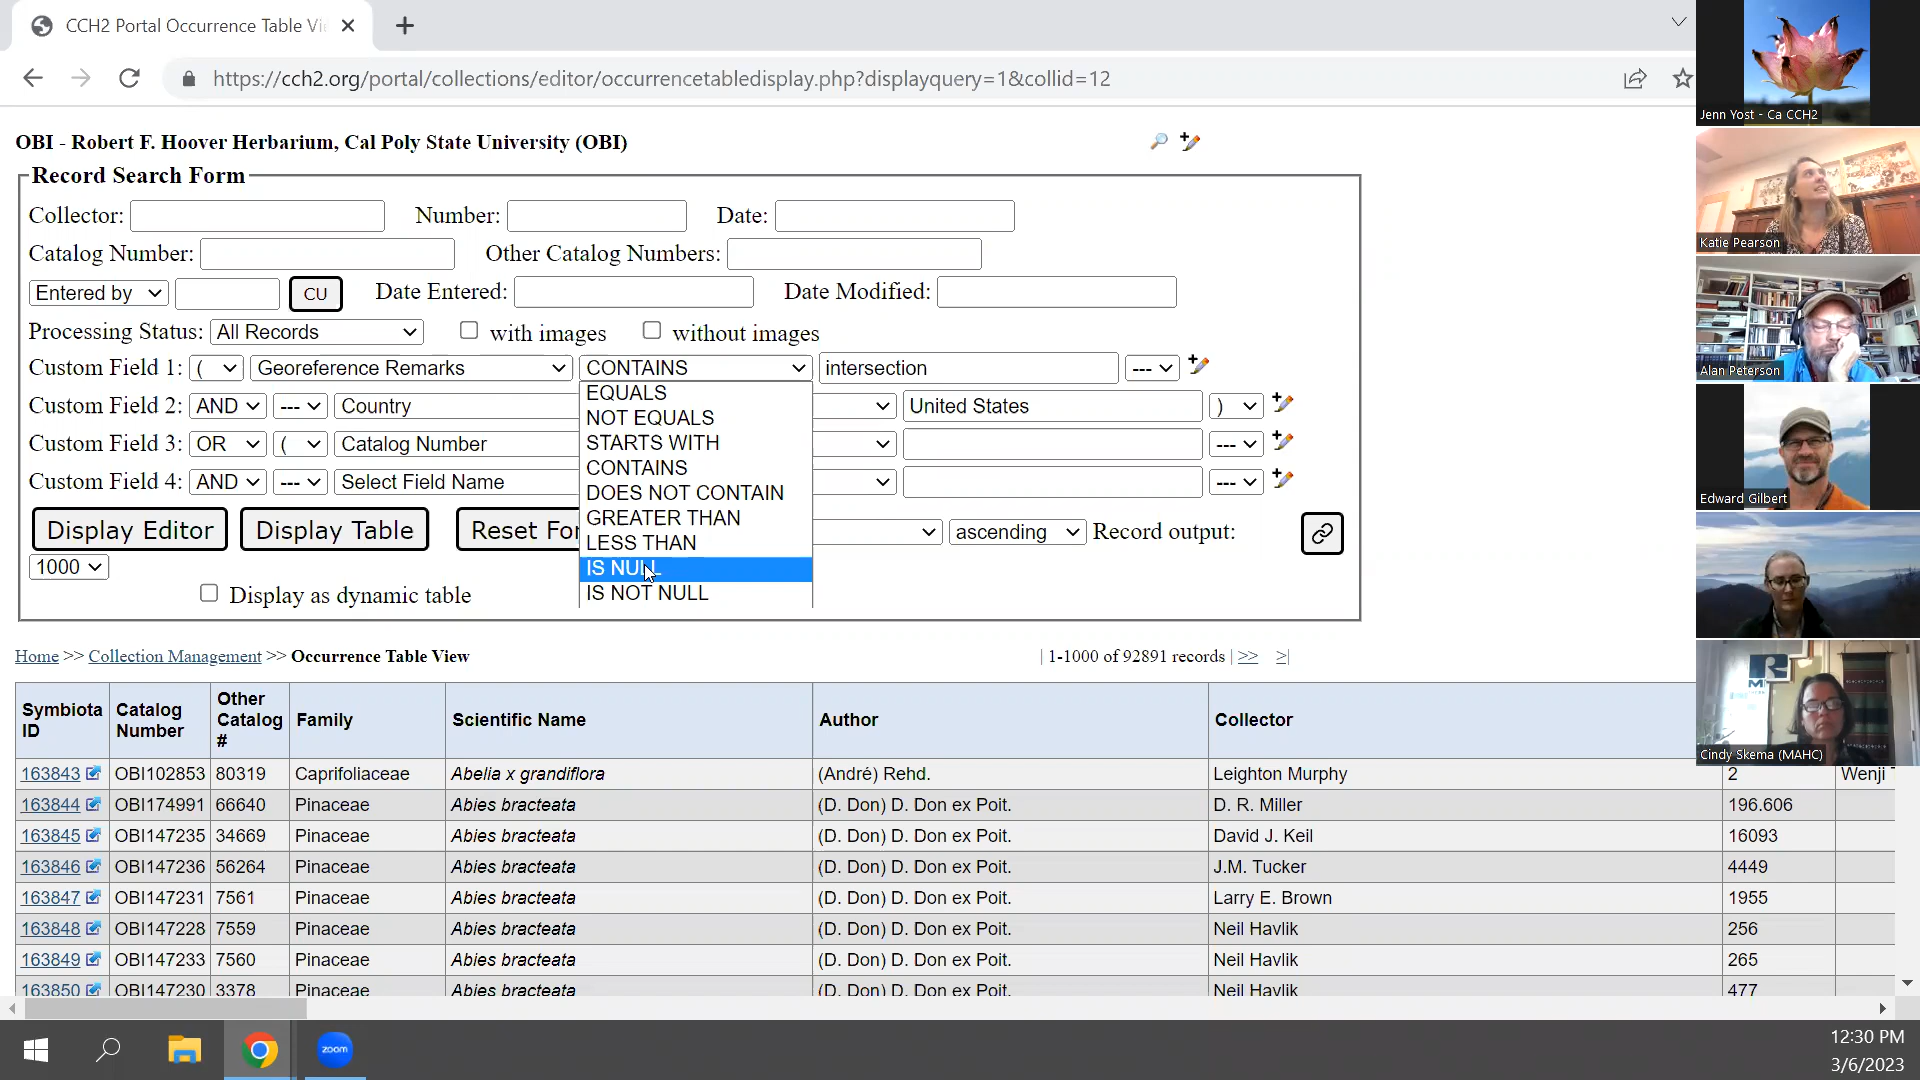 CCH2 Portal Occurrence Table Vi
https://cch2.org/portal/collections/editor/occurrencetabledisplay.php?displayquery=1&collid=12
OBI - Robert F. Hoover Herbarium, Cal Poly State University (OBI)
Record Search Form
Collector: Number: Date:
Catalog Number: Other Catalog Numbers:
Entered by CU Date Entered: Date Modified:
Processing Status: All Records with images without images
Custom Field 1: ( Georeference Remarks CONTAINS intersection ---
EQUALS
Custom Field 2: AND --- Country United States )
NOT EQUALS
STARTS WITH
Custom Field 3: OR ( Catalog Number ---
CONTAINS
Custom Field 4: AND --- Select Field Name ---
DOES NOT CONTAIN
GREATER THAN
Display Editor Display Table Reset For ascending Record output:
LESS THAN
1000 IS NULL
IS NOT NULL
Display as dynamic table
Home >> Collection Management >> Occurrence Table View | 1-1000 of 92891 records | >> >|
Symbiota ID Catalog Number Other Catalog # Family Scientific Name Author Collector
163843 OBI102853 80319 Caprifoliaceae Abelia x grandiflora (André) Rehd. Leighton Murphy 2 Wenji
163844 OBI174991 66640 Pinaceae Abies bracteata (D. Don) D. Don ex Poit. D. R. Miller 196.606
163845 OBI147235 34669 Pinaceae Abies bracteata (D. Don) D. Don ex Poit. David J. Keil 16093
163846 OBI147236 56264 Pinaceae Abies bracteata (D. Don) D. Don ex Poit. J.M. Tucker 4449
163847 OBI147231 7561 Pinaceae Abies bracteata (D. Don) D. Don ex Poit. Larry E. Brown 1955
163848 OBI147228 7559 Pinaceae Abies bracteata (D. Don) D. Don ex Poit. Neil Havlik 256
163849 OBI147233 7560 Pinaceae Abies bracteata (D. Don) D. Don ex Poit. Neil Havlik 265
163850 OBI147230 3378 Pinaceae Abies bracteata (D. Don) D. Don ex Poit. Neil Havlik 477
Jenn Yost - Ca CCH2
Katie Pearson
Alan Peterson
Edward Gilbert
Cindy Skema (MAHC)
zoom
12:30 PM
3/6/2023